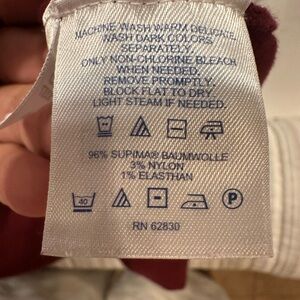 MACHINE WASH WARM DELICATE,
WASH DARK COLORS
SEPARATELY.
ONLY NON-CHLORINE BLEACH
WHEN NEEDED.
REMOVE PROMPTLY.
BLOCK FLAT TO DRY
LIGHT STEAM IF NEEDED.
96% SUPIMA® BAUMWOLLE
3% NYLON
1% ELASTHAN
40 P
RN 62830